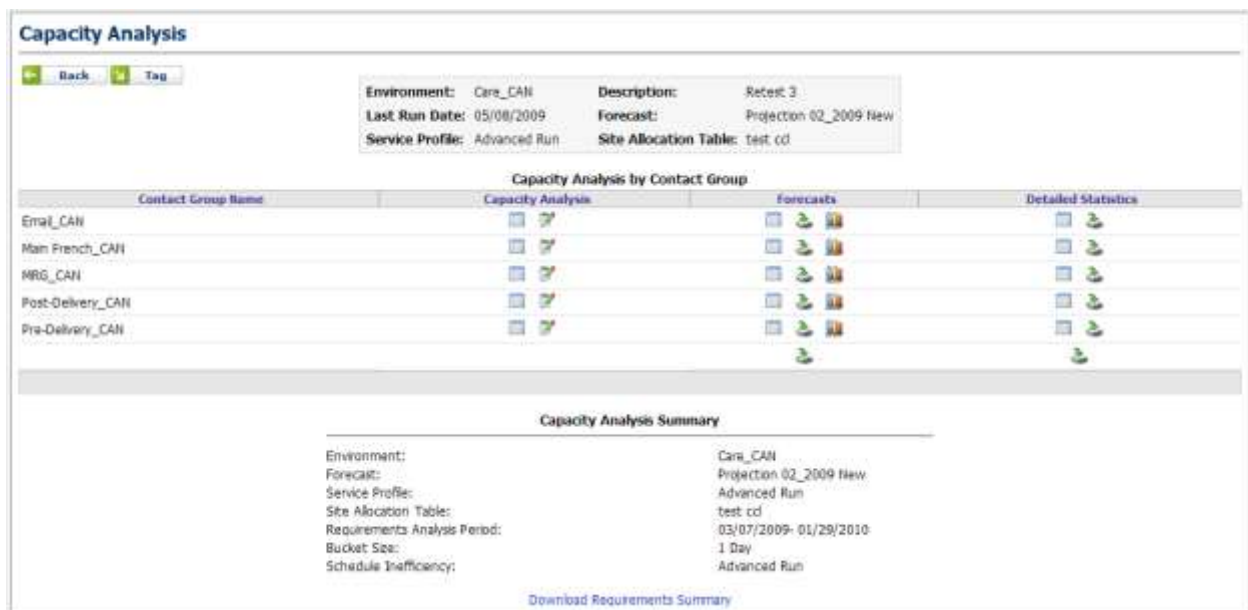 Capacity Analysis
Back Tag
Environment: Care_CAN Description: Retest 3
Last Run Date: 05/08/2009 Forecast: Projection 02_2009 New
Service Profile: Advanced Run Site Allocation Table: test ccl
Capacity Analysis by Contact Group
Contact Group Name Capacity Analysis Forecasts Detailed Statistics
Email_CAN
Main French_CAN
MRG_CAN
Post-Delivery_CAN
Pre-Delivery_CAN
Capacity Analysis Summary
Environment: Care_CAN
Forecast: Projection 02_2009 New
Service Profile: Advanced Run
Site Allocation Table: test ccl
Requirements Analysis Period: 03/07/2009- 01/29/2010
Bucket Size: 1 Day
Schedule Inefficiency: Advanced Run
Download Requirements Summary